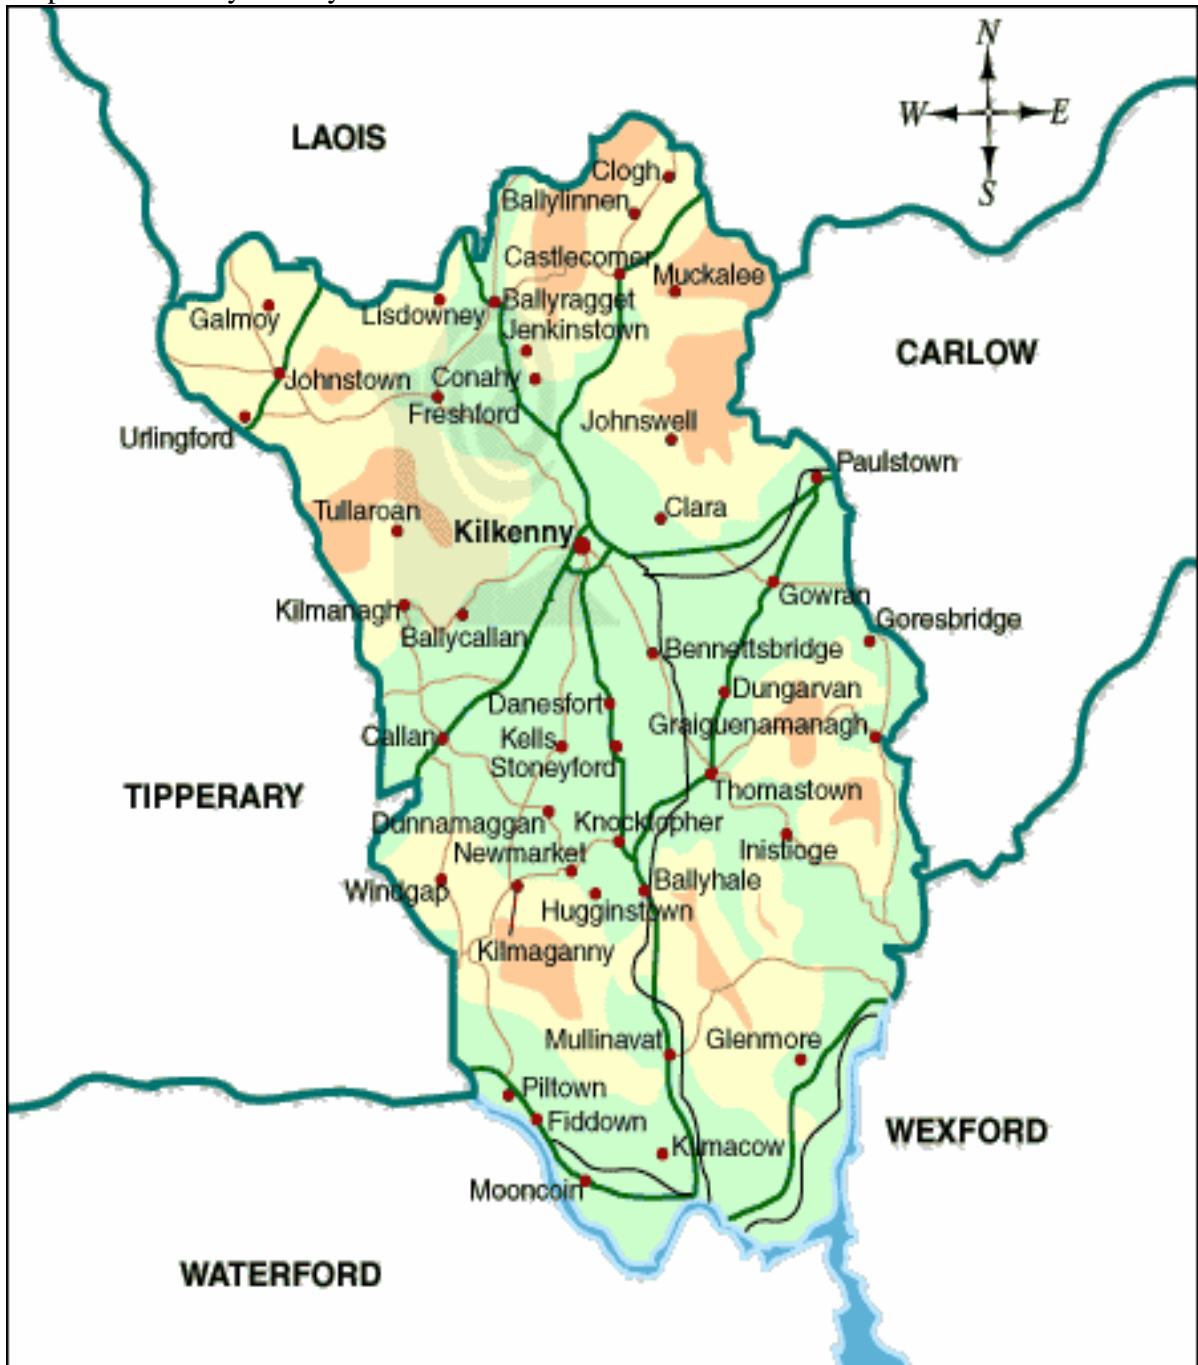 N
W E
S
LAOIS
Clogh
Ballylinnen
Castlecomer
Muckalee
Galmoy
Lisdowney
Ballyragget
Jenkinstown
CARLOW
Johnstown
Conahy
Freshford
Johnswell
Urlingford
Paulstown
Tullaroan
Clara
Kilkenny
Kilmanagh
Gowran
Goresbridge
Ballycallan
Bennettsbridge
Dungarvan
Danesfort
Graiguenamanagh
Callan
Kells
Stoneyford
TIPPERARY
Thomastown
Dunnamaggan
Knocktopher
Newmarket
Inistioge
Windgap
Ballyhale
Hugginstown
Kilmaganny
Mullinavat
Glenmore
Piltown
Fiddown
WEXFORD
Kilmacow
Mooncoin
WATERFORD